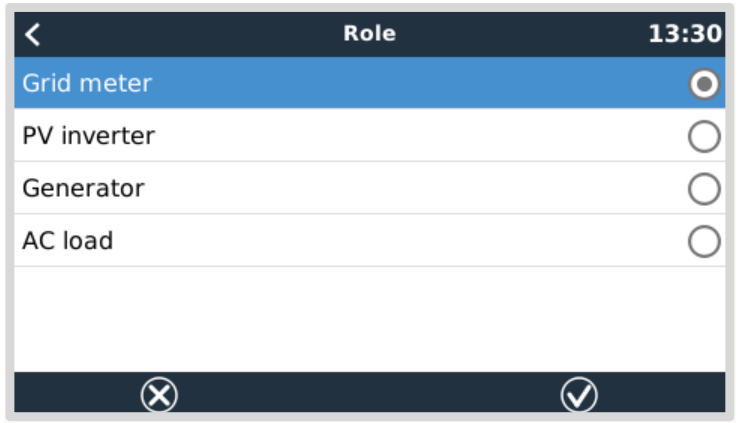 Role 13:30
Grid meter
PV inverter
Generator
AC load